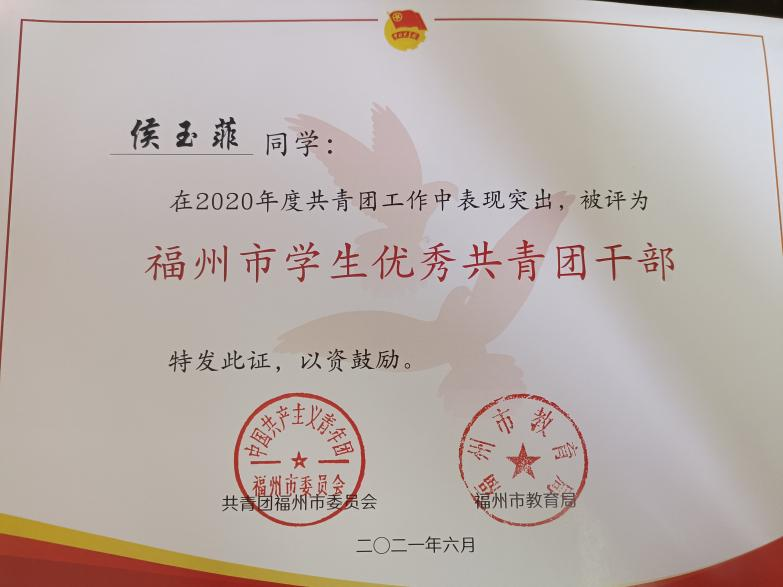 侯玉菲 同学:
在2020年度共青团工作中表现突出，被评为
福州市学生优秀共青团干部
特发此证，以资鼓励。
中国共产主义青年团
福州市委员会
福州市教育局
共青团福州市委员会
福州市教育局
二〇二一年六月